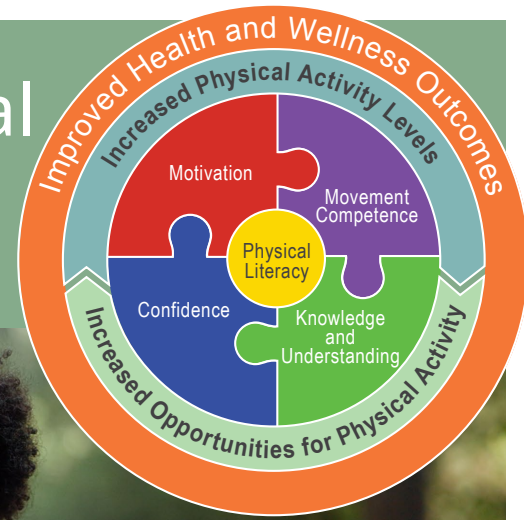 al
Improved Health and Wellness Outcomes
Increased Physical Activity Levels
Motivation
Movement
Competence
Physical
Literacy
Confidence
Knowledge
and
Understanding
Increased Opportunities for Physical Activity